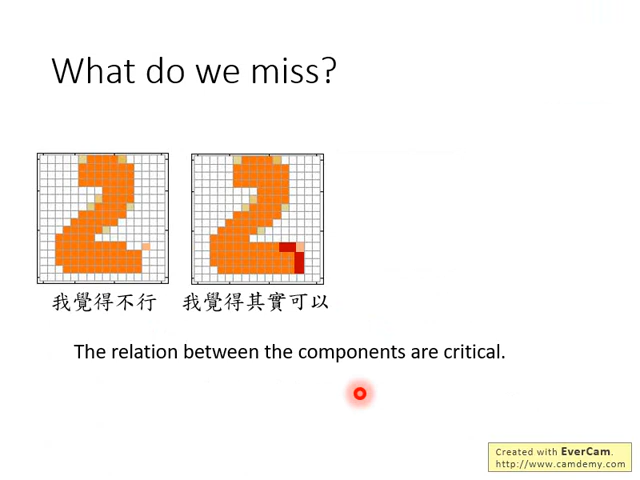 What do we miss?
我覺得不行
我覺得其實可以
The relation between the components are critical.
Created with EverCam.
http://www.camdemy.com